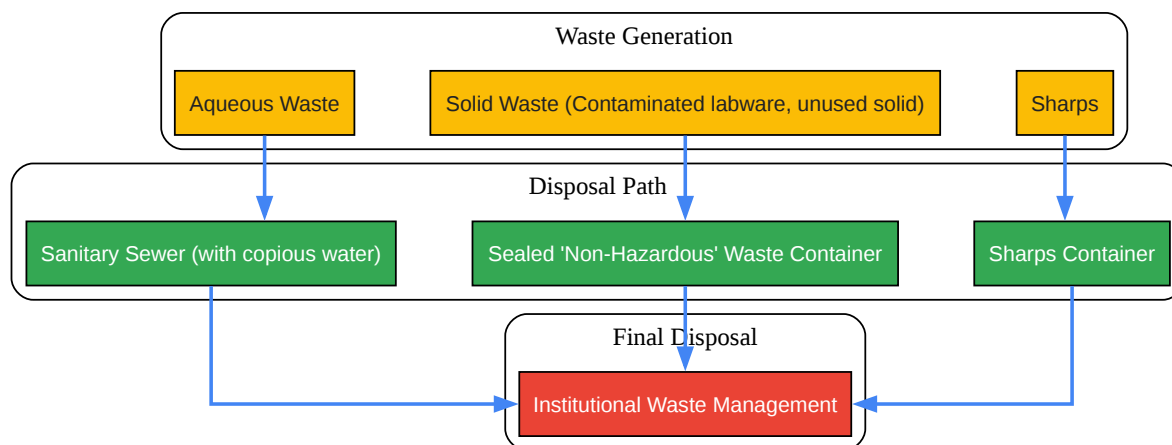 Waste Generation
Aqueous Waste
Solid Waste (Contaminated labware, unused solid)
Sharps
Disposal Path
Sanitary Sewer (with copious water)
Sealed 'Non-Hazardous' Waste Container
Sharps Container
Final Disposal
Institutional Waste Management